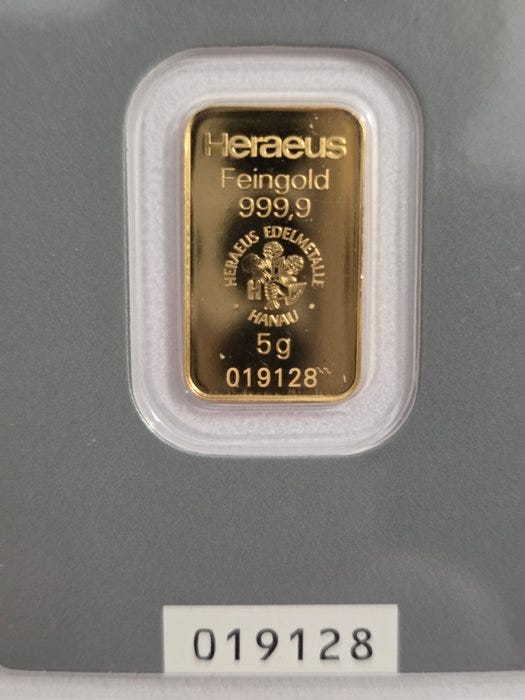 Heraeus
Feingold
999,9
HERAEUS EDELMETALLE
H
· HANAU ·
5g
019128
019128